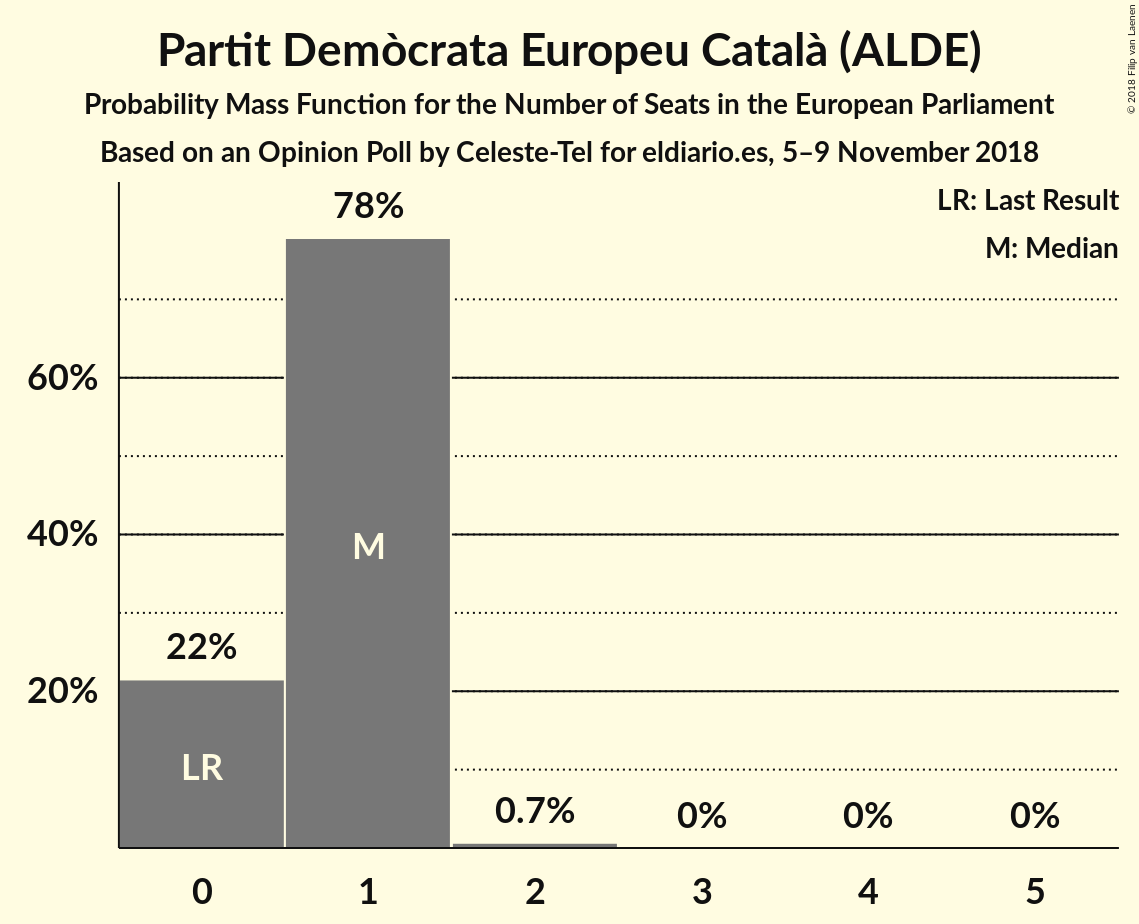 Partit Demòcrata Europeu Català (ALDE)
Probability Mass Function for the Number of Seats in the European Parliament
Based on an Opinion Poll by Celeste-Tel for eldiario.es, 5–9 November 2018
© 2018 Filip van Laenen
LR: Last Result
M: Median
78%
60%
40%
20%
22%
0.7%
0%
0%
0%
M
LR
0
1
2
3
4
5